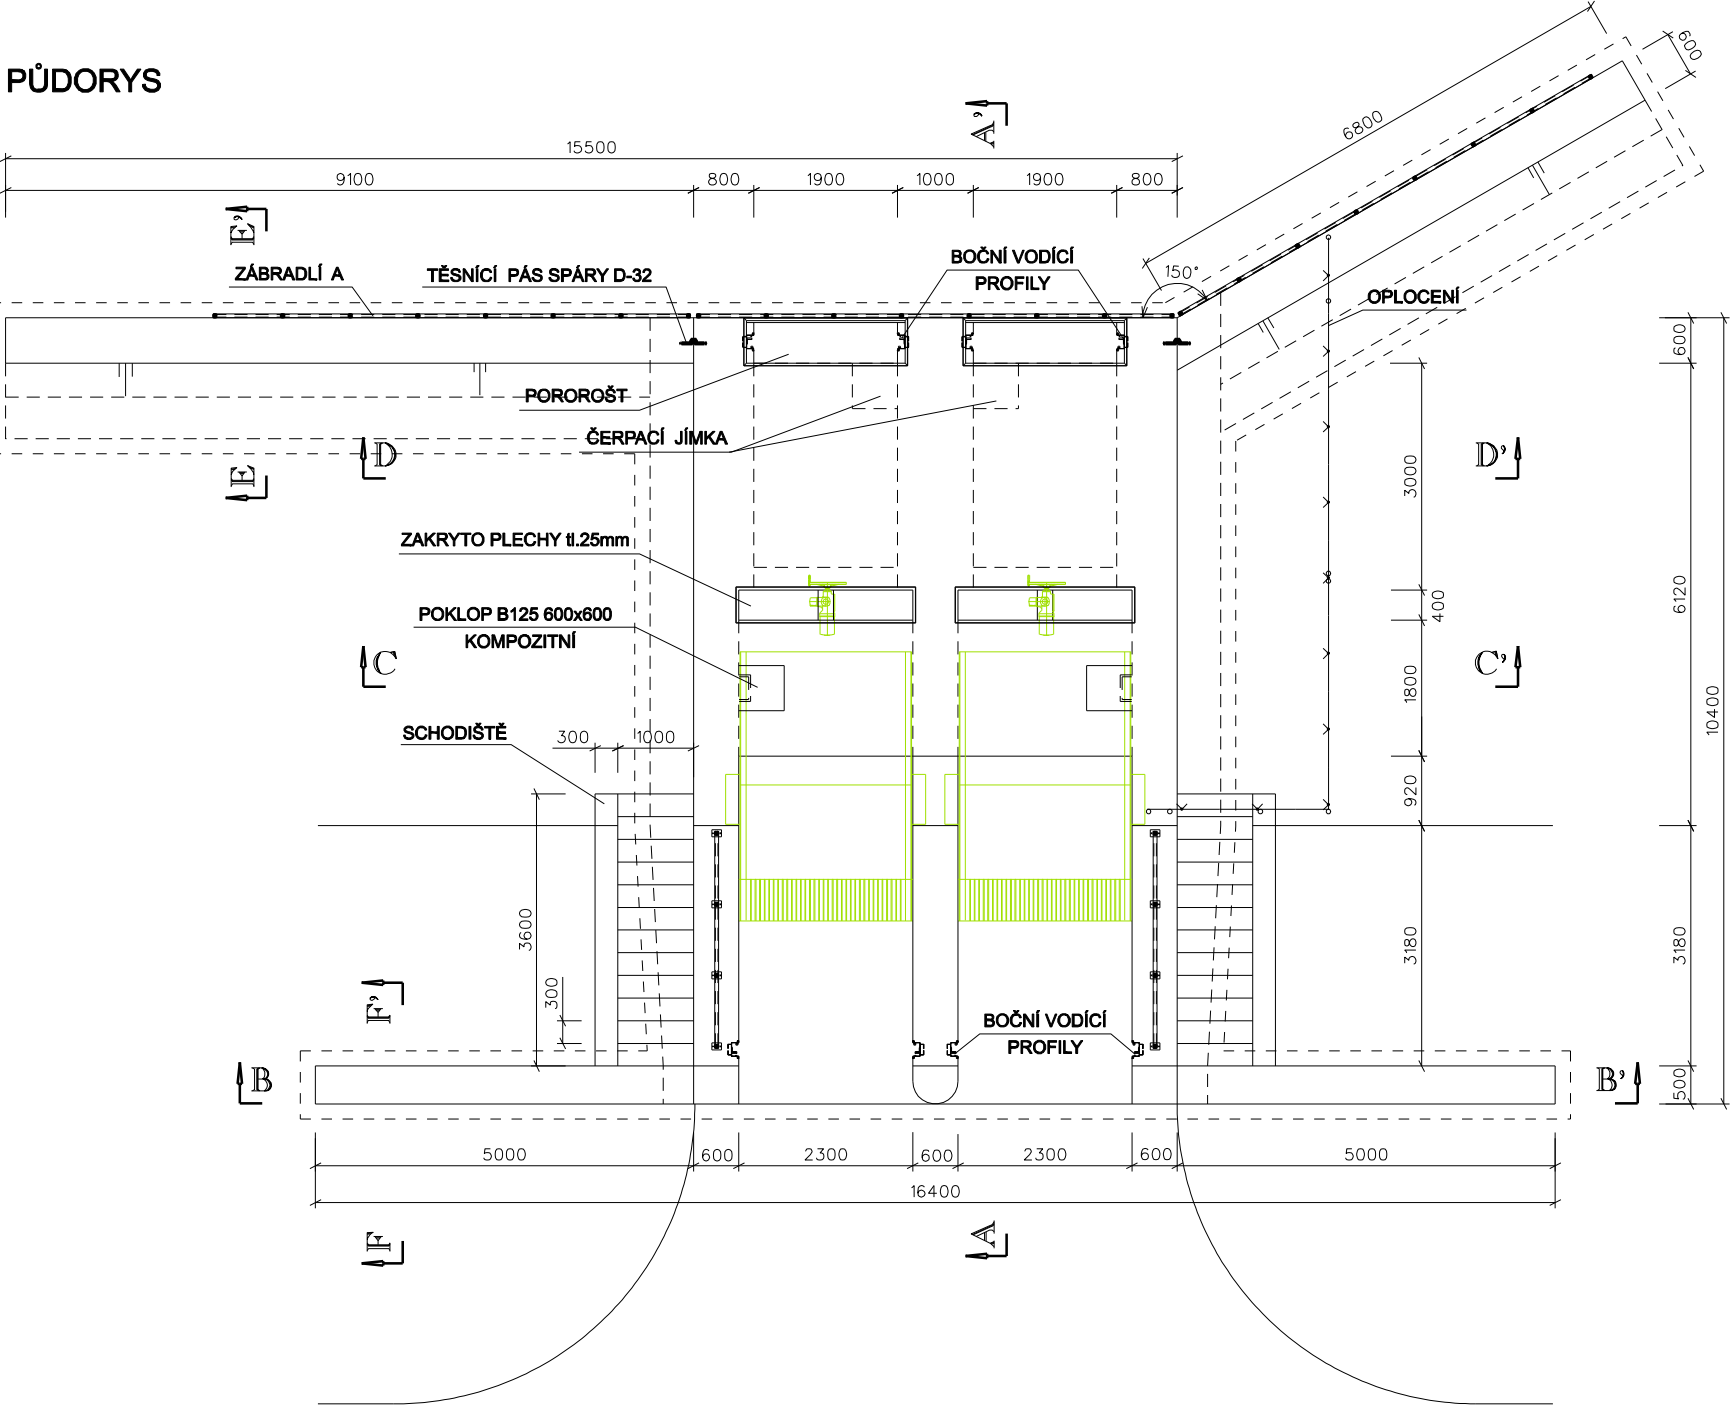 PŮDORYS
15500
9100
800
1900
1000
1900
800
6800
600
150°
A'
E'
ZÁBRADLÍ A
TĚSNÍCÍ PÁS SPÁRY D-32
BOČNÍ VODÍCÍ
PROFILY
OPLOCENÍ
POROROŠT
ČERPACÍ JÍMKA
D
D'
E
600
3000
ZAKRYTO PLECHY tl.25mm
POKLOP B125 600x600
KOMPOZITNÍ
400
6120
C
C'
1800
10400
SCHODIŠTĚ
300
1000
920
3600
300
3180
3180
F'
BOČNÍ VODÍCÍ
PROFILY
B
B'
500
5000
600
2300
600
2300
600
5000
16400
F
A